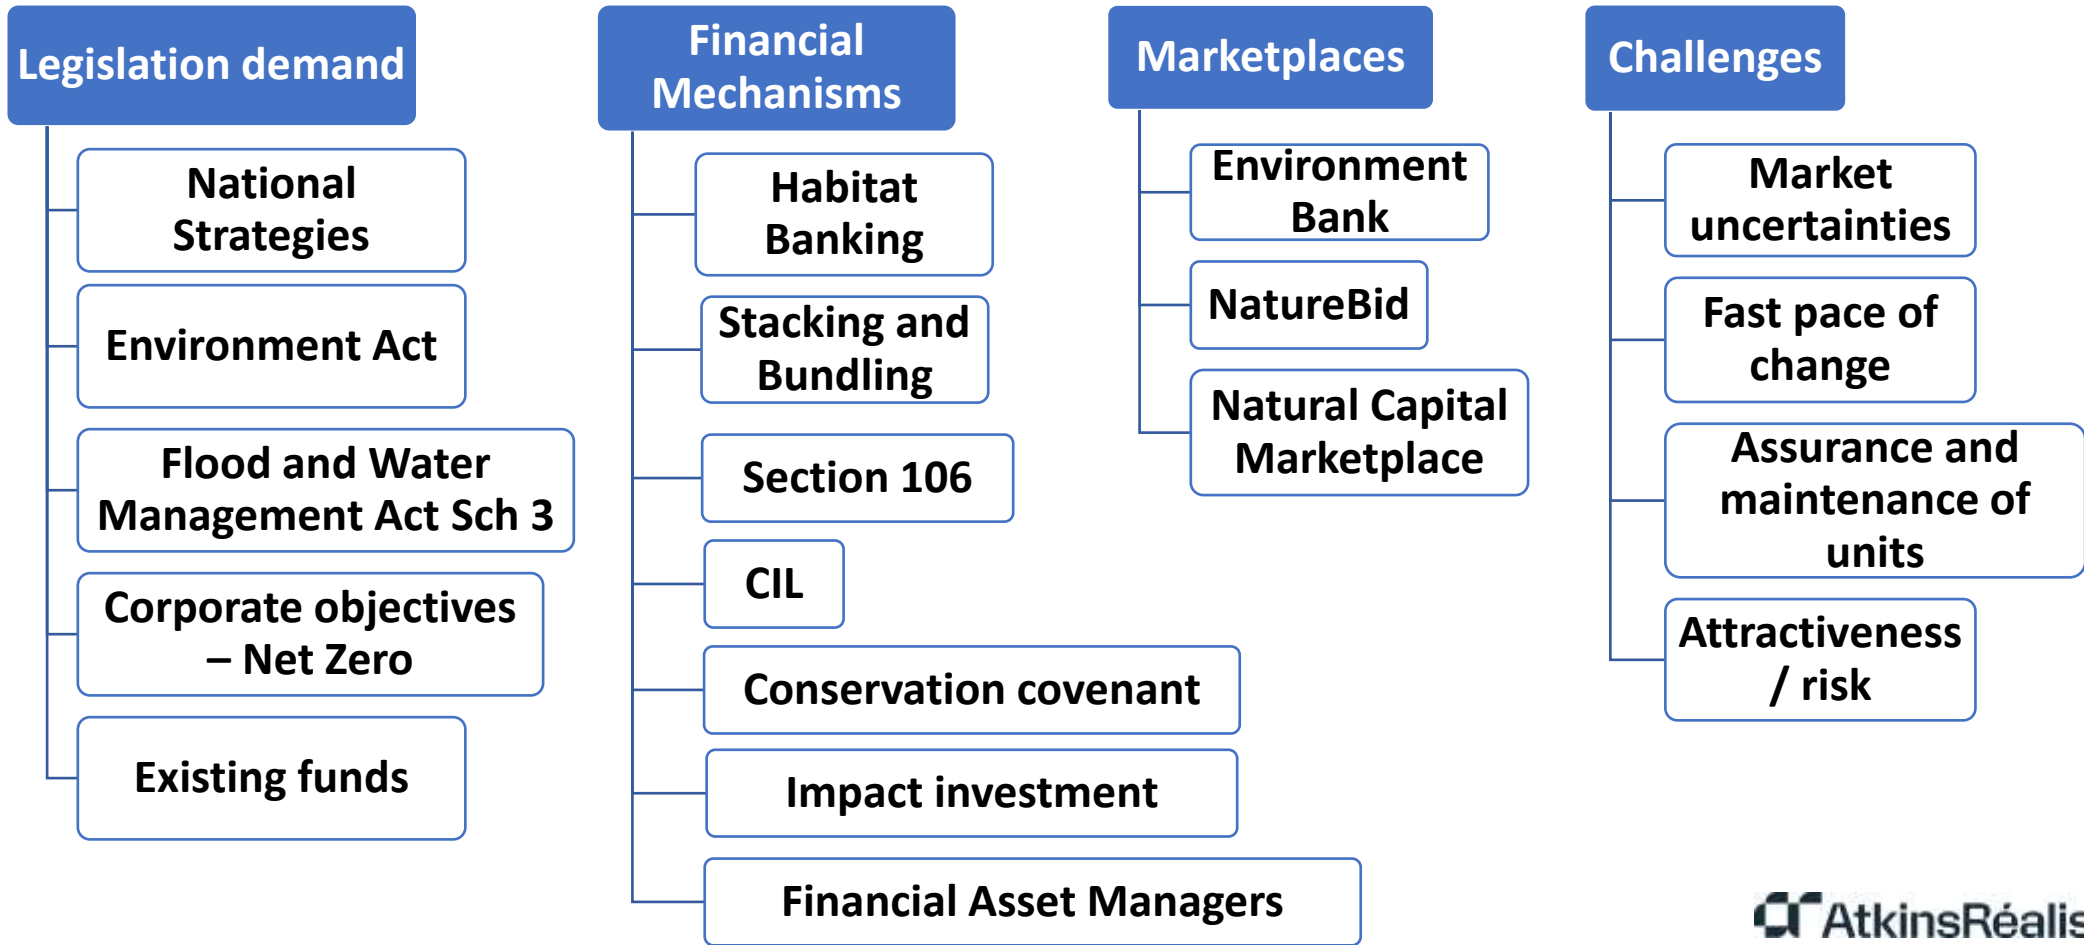 Legislation demand
National
Strategies
Environment Act
Flood and Water
Management Act Sch 3
Corporate objectives
– Net Zero
Existing funds
Financial
Mechanisms
Habitat
Banking
Stacking and
Bundling
Section 106
CIL
Conservation covenant
Impact investment
Financial Asset Managers
Marketplaces
Environment
Bank
NatureBid
Natural Capital
Marketplace
Challenges
Market
uncertainties
Fast pace of
change
Assurance and
maintenance of
units
Attractiveness
/ risk
AtkinsRéalis